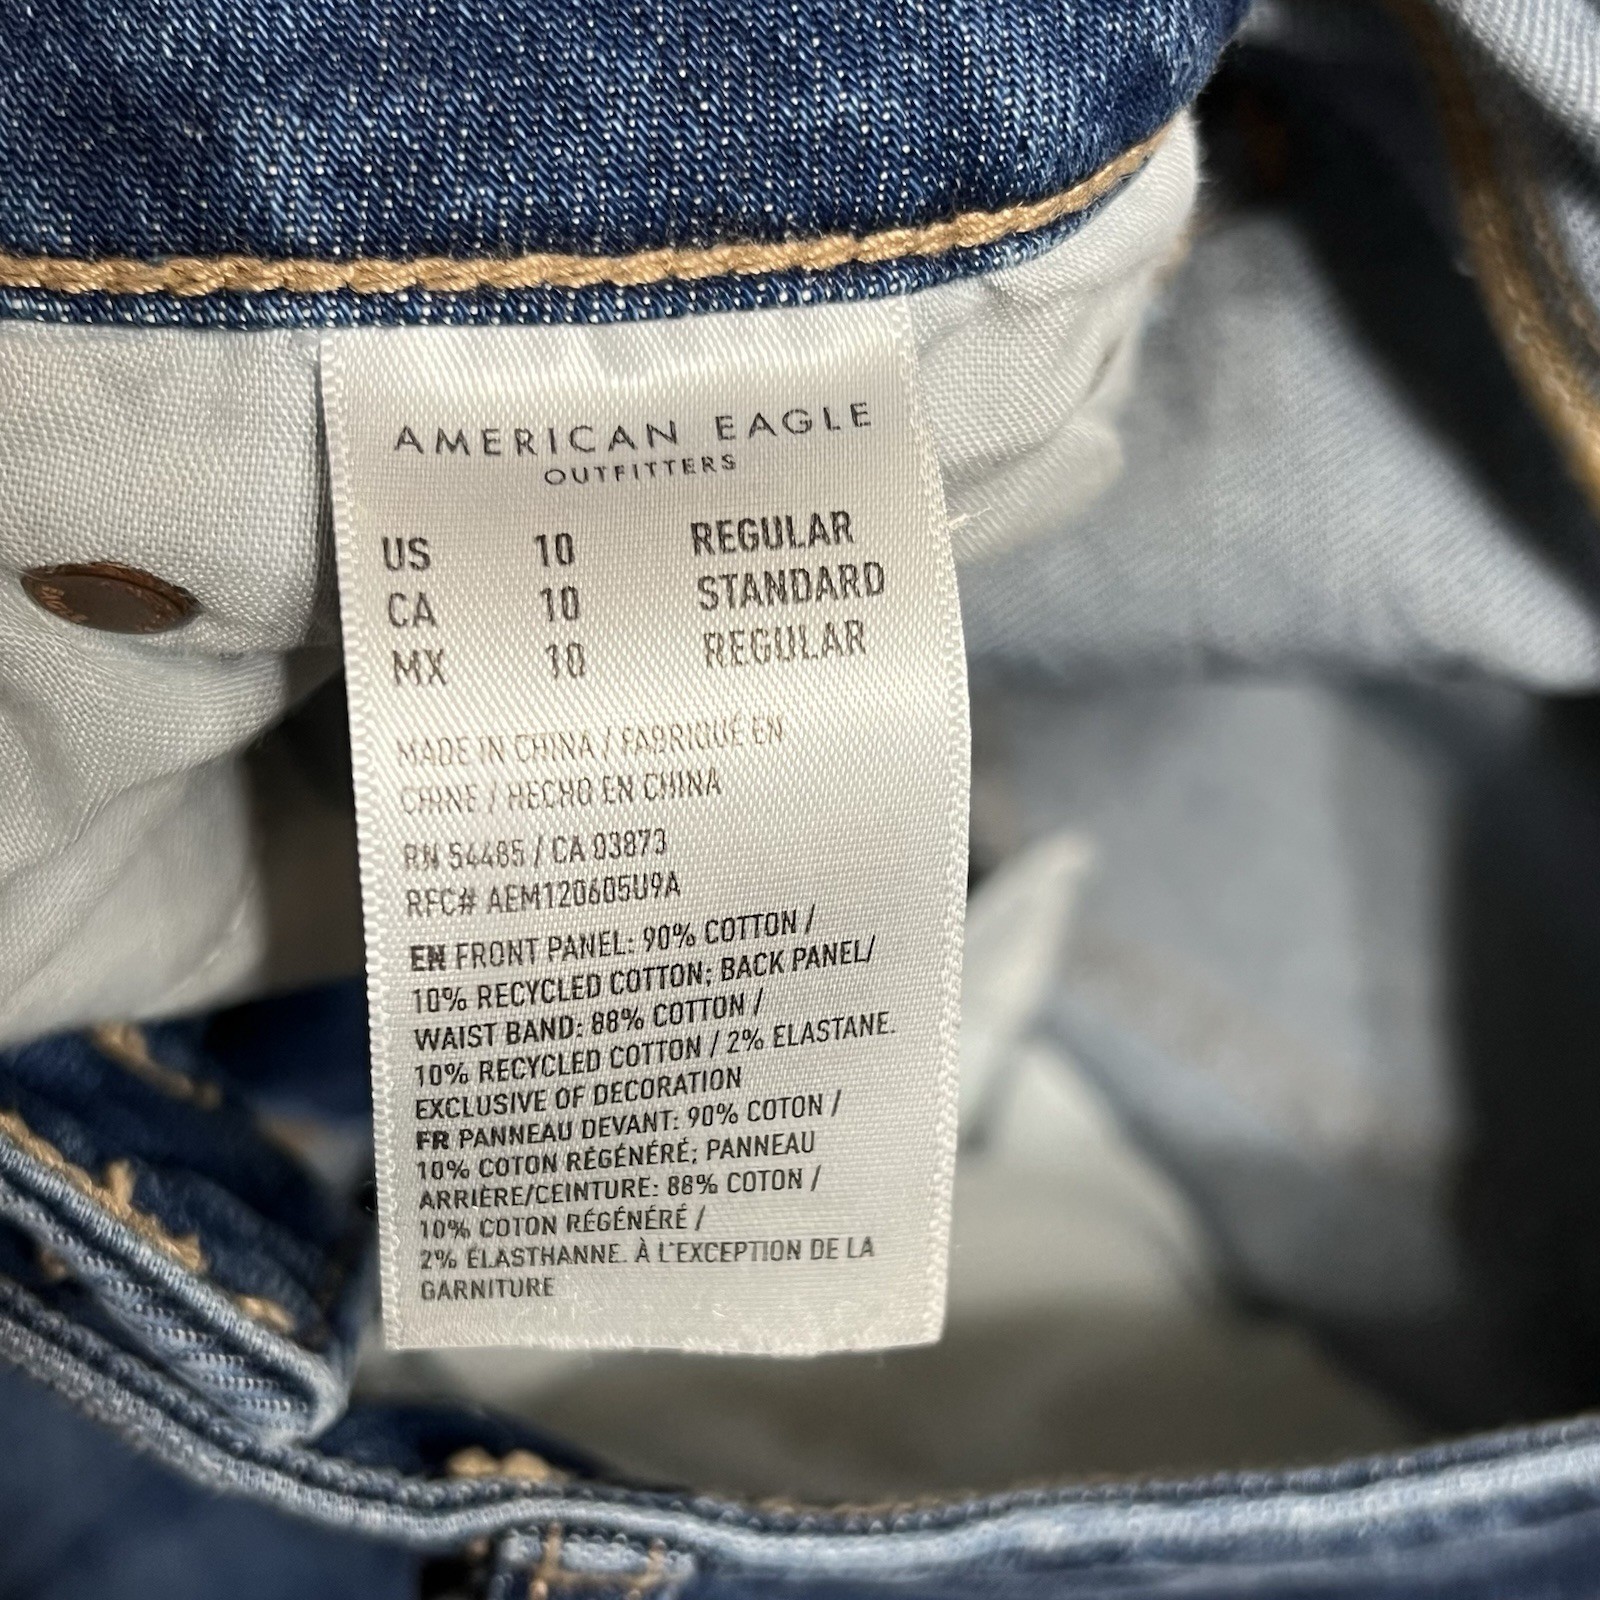 AMERICAN EAGLE
OUTFITTERS
US 10 REGULAR
CA 10 STANDARD
MX 10 REGULAR
MADE IN CHINA / FABRIQUÉ EN
CHINE / HECHO EN CHINA
RN 54485 / CA 03873
RFC# AEM120605U9A
EN FRONT PANEL: 90% COTTON /
10% RECYCLED COTTON; BACK PANEL/
WAIST BAND: 88% COTTON /
10% RECYCLED COTTON / 2% ELASTANE.
EXCLUSIVE OF DECORATION
FR PANNEAU DEVANT: 90% COTON /
10% COTON RÉGÉNÉRÉ; PANNEAU
ARRIÈRE/CEINTURE: 88% COTON /
10% COTON RÉGÉNÉRÉ /
2% ÉLASTHANNE. À L'EXCEPTION DE LA
GARNITURE